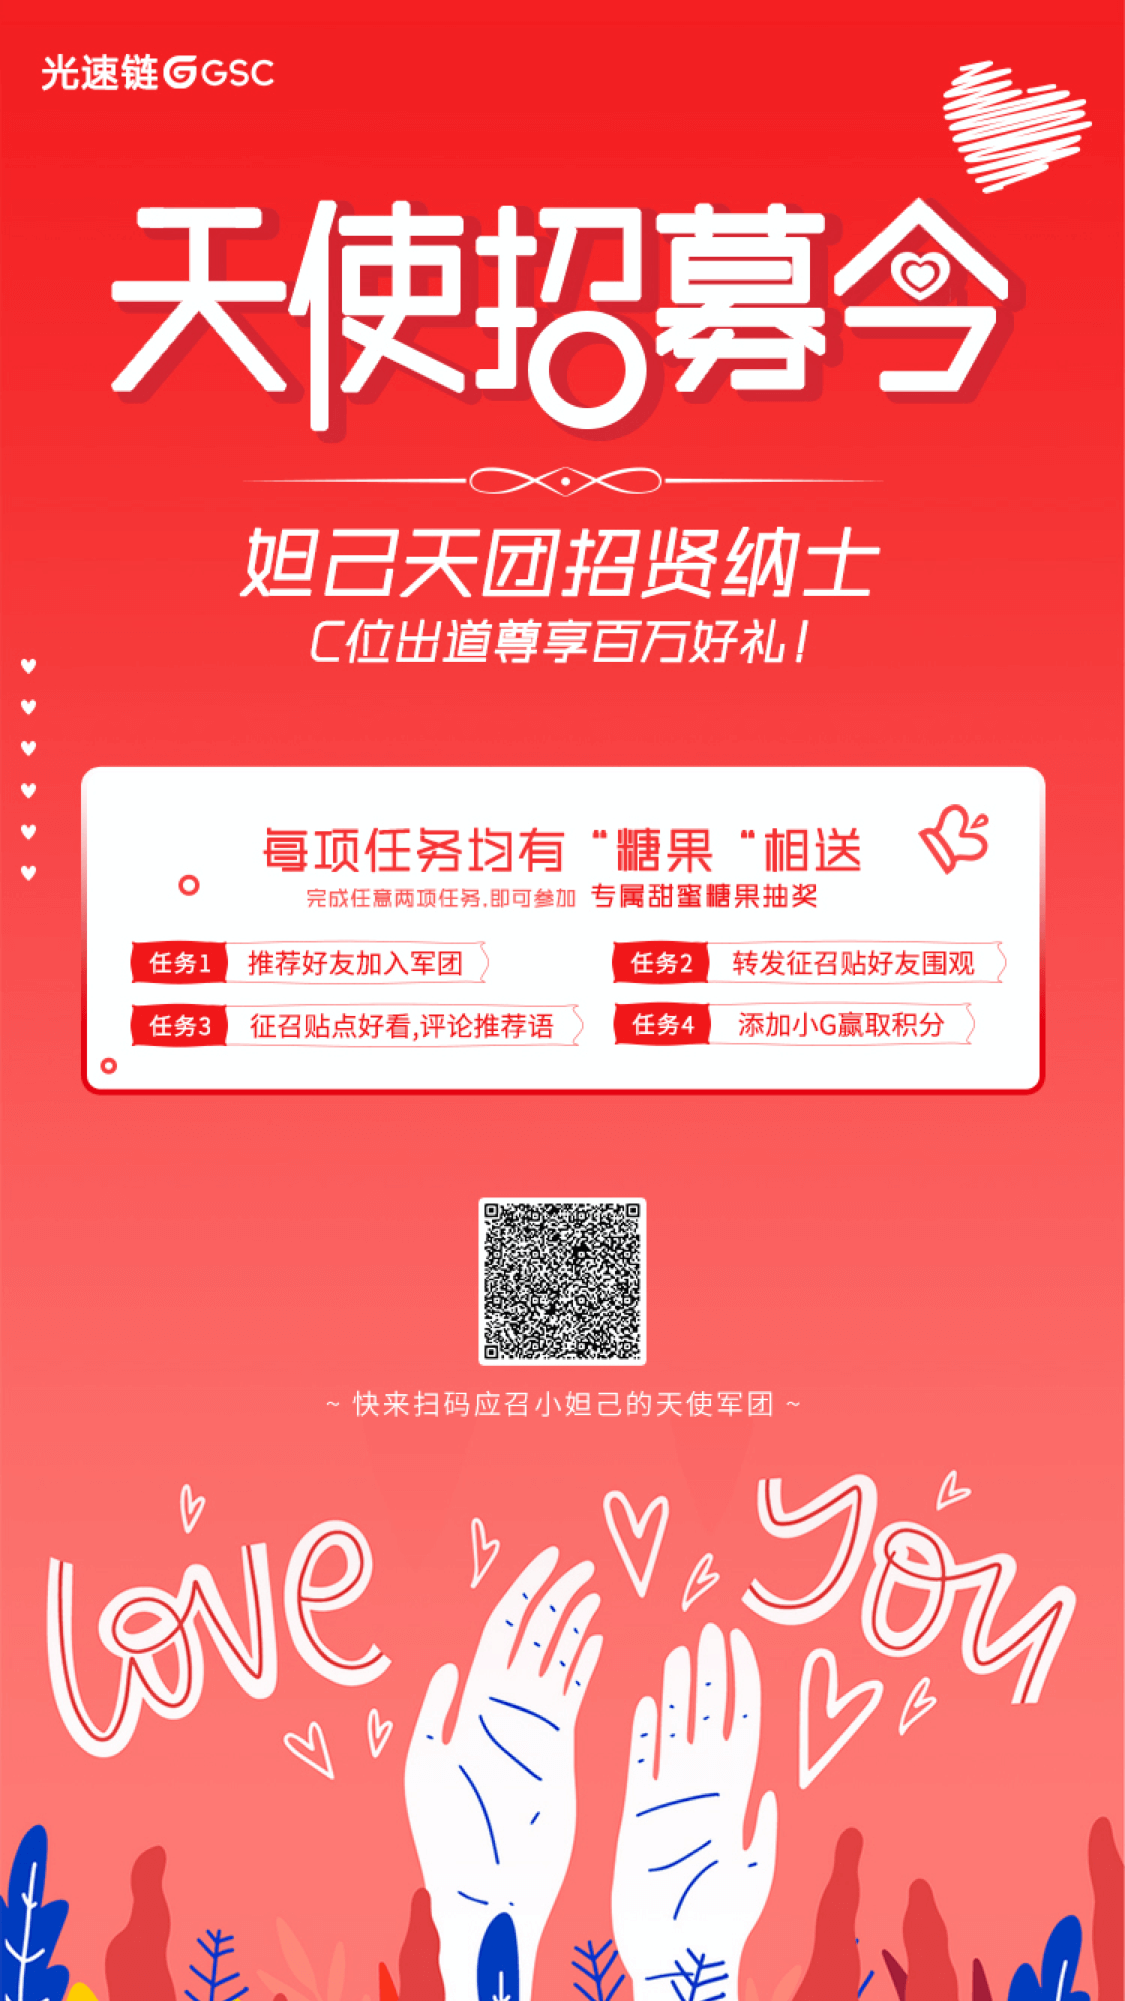 光速链 GSC
天使招募令
妲己天团招贤纳士
C位出道尊享百万好礼！
每项任务均有“糖果“相送
完成任意两项任务,即可参加 专属甜蜜糖果抽奖
任务1 推荐好友加入军团
任务2 转发征召贴好友围观
任务3 征召贴点好看,评论推荐语
任务4 添加小G赢取积分
~ 快来扫码应召小妲己的天使军团 ~
love you